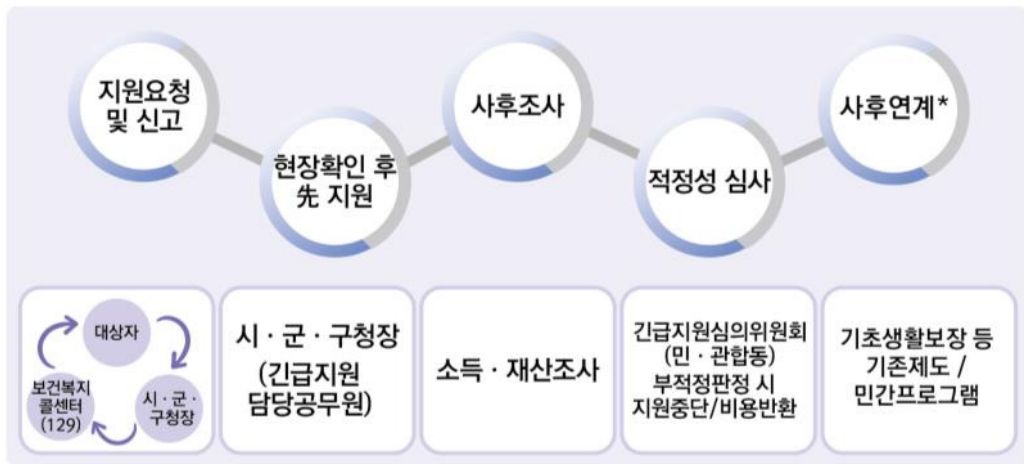 지원요청
및 신고
현장확인 후
先 지원
사후조사
적정성 심사
사후연계*
대상자
보건복지
콜센터
(129)
시 · 군 ·
구청장
시 · 군 · 구청장
(긴급지원
담당공무원)
소득 · 재산조사
긴급지원심의위원회
(민 · 관합동)
부적정판정 시
지원중단/비용반환
기초생활보장 등
기존제도 /
민간프로그램